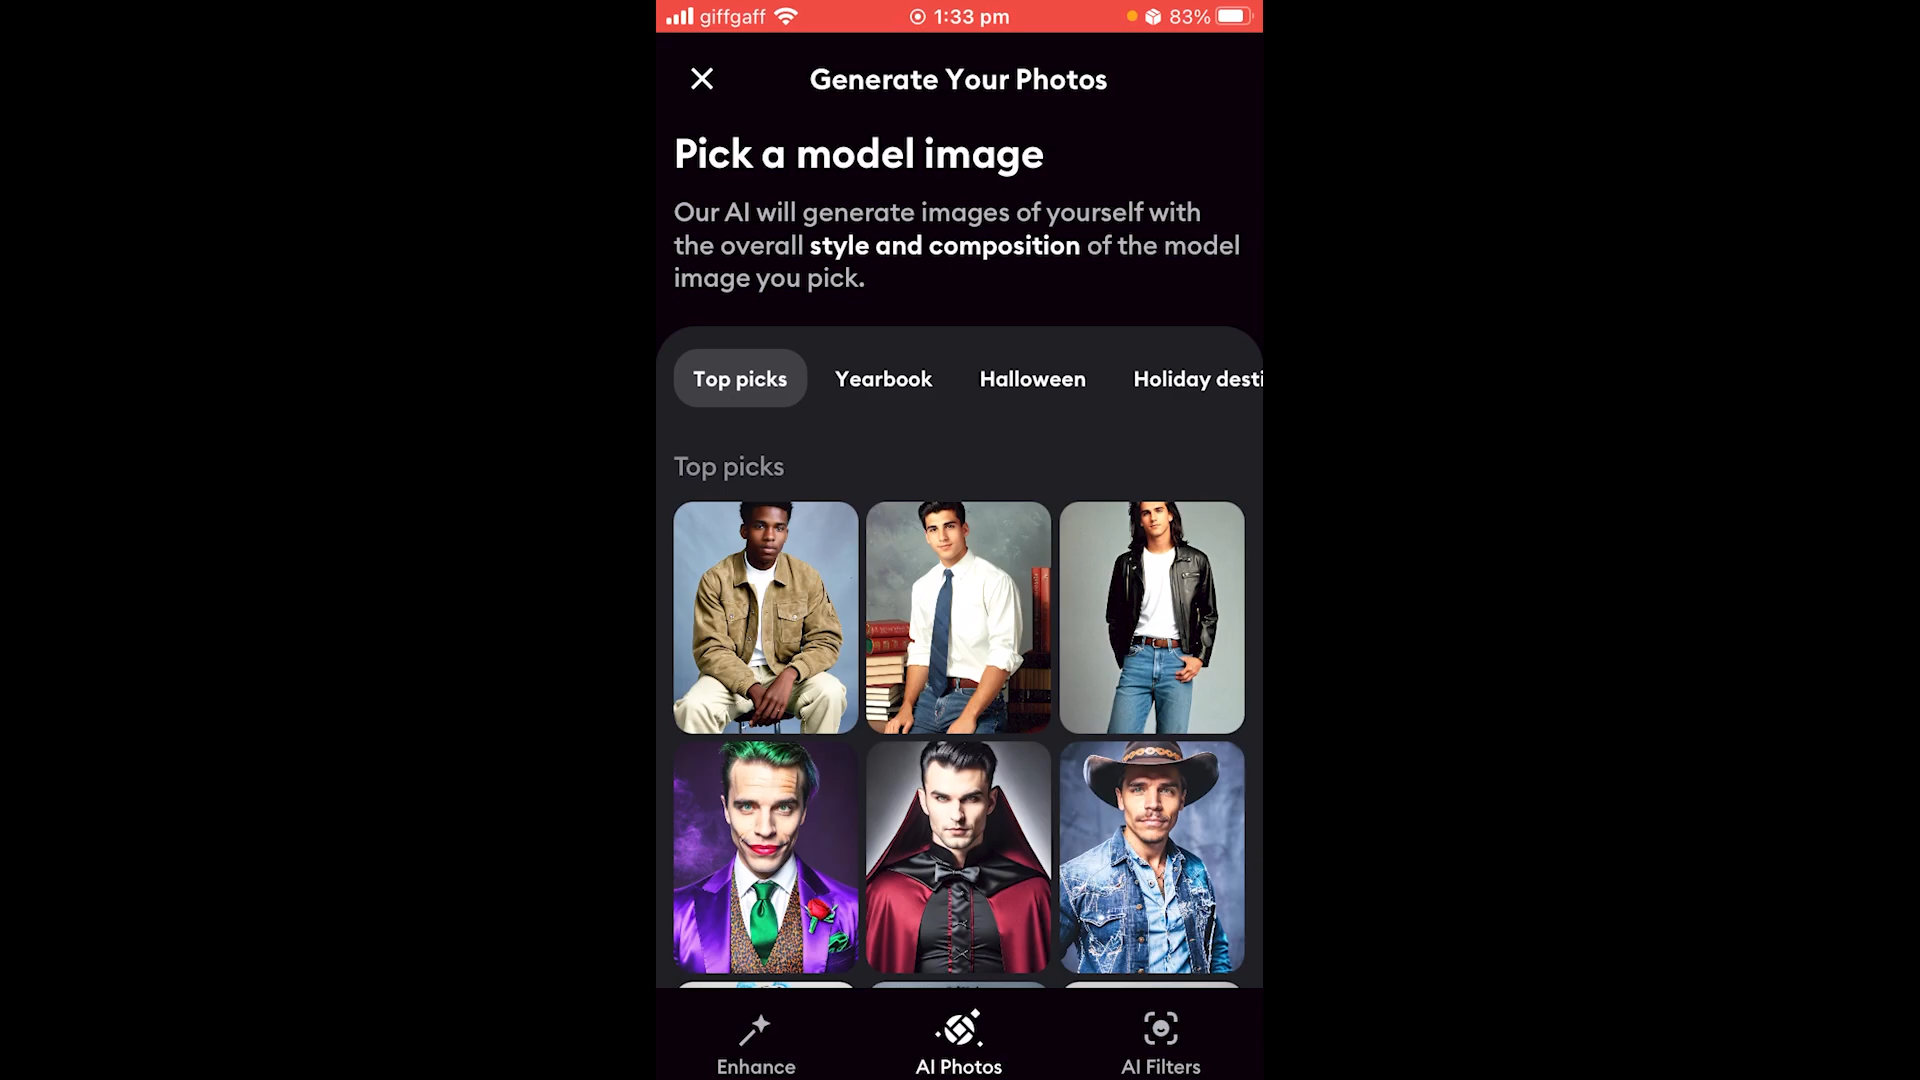 giffgaff 1:33 pm 83%
Generate Your Photos
Pick a model image
Our AI will generate images of yourself with
the overall style and composition of the model
image you pick.
Top picks Yearbook Halloween Holiday desti
Top picks
Enhance AI Photos AI Filters